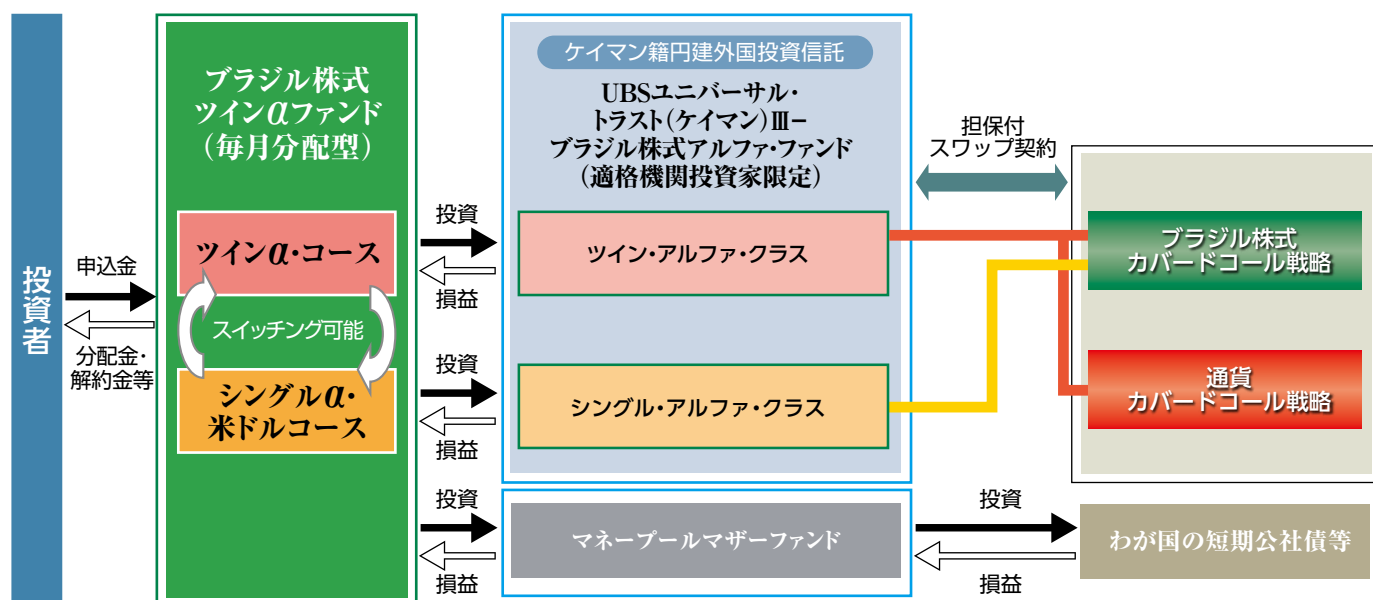 投資者
申込金
分配金・
解約金等
ブラジル株式
ツインαファンド
（毎月分配型）
ツインα・コース
スイッチング可能
シングルα・
米ドルコース
投資
損益
投資
損益
投資
損益
ケイマン籍円建外国投資信託
UBSユニバーサル・
トラスト（ケイマン）Ⅲ－
ブラジル株式アルファ・ファンド
（適格機関投資家限定）
ツイン・アルファ・クラス
シングル・アルファ・クラス
マネープールマザーファンド
担保付
スワップ契約
ブラジル株式
カバードコール戦略
通貨
カバードコール戦略
投資
損益
わが国の短期公社債等